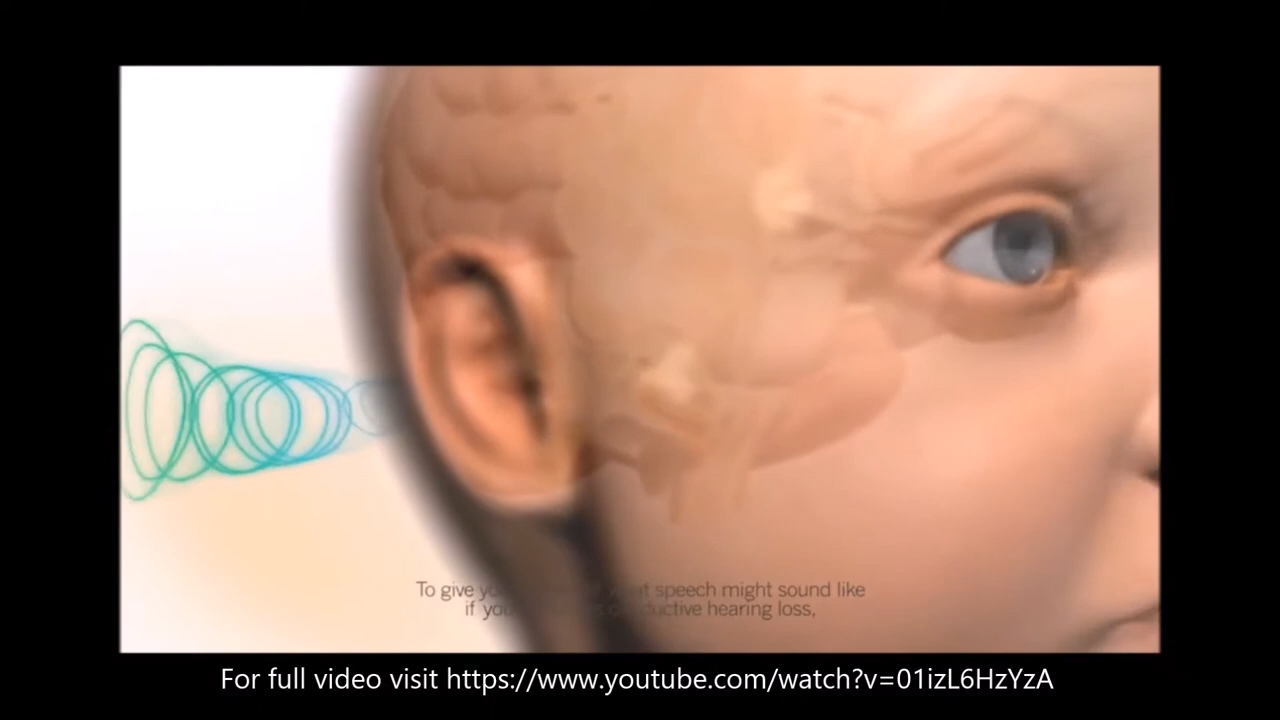 To give yo t speech might sound like
if you ductive hearing loss,
For full video visit https://www.youtube.com/watch?v=01izL6HzYzA